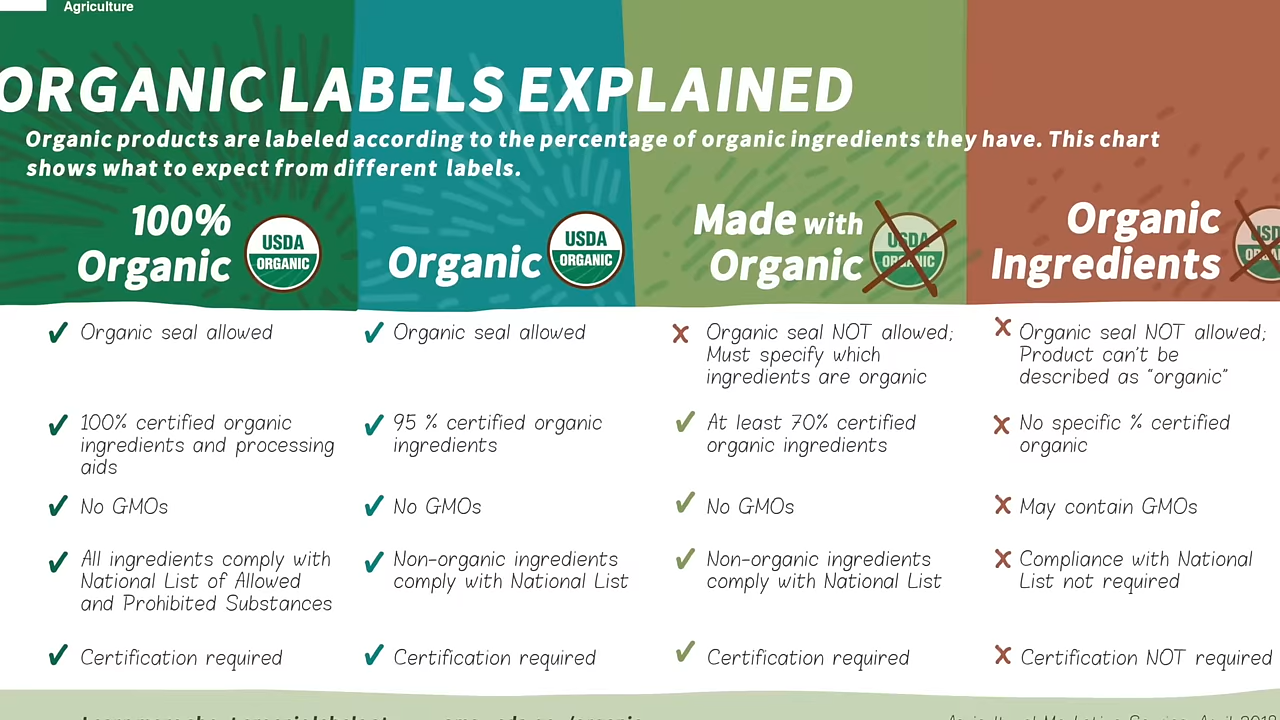 Agriculture
ORGANIC LABELS EXPLAINED
Organic products are labeled according to the percentage of organic ingredients they have. This chart
shows what to expect from different labels.
100%
Organic
USDA
ORGANIC
Organic seal allowed
100% certified organic
ingredients and processing
aids
No GMOs
All ingredients comply with
National List of Allowed
and Prohibited Substances
Certification required
Organic
USDA
ORGANIC
Organic seal allowed
95 % certified organic
ingredients
No GMOs
Non-organic ingredients
comply with National List
Certification required
Made with
Organic
USDA
ORGANIC
Organic seal NOT allowed;
Must specify which
ingredients are organic
At least 70% certified
organic ingredients
No GMOs
Non-organic ingredients
comply with National List
Certification required
Organic
Ingredients
Organic seal NOT allowed;
Product can't be
described as "organic"
No specific % certified
organic
May contain GMOs
Compliance with National
List not required
Certification NOT required